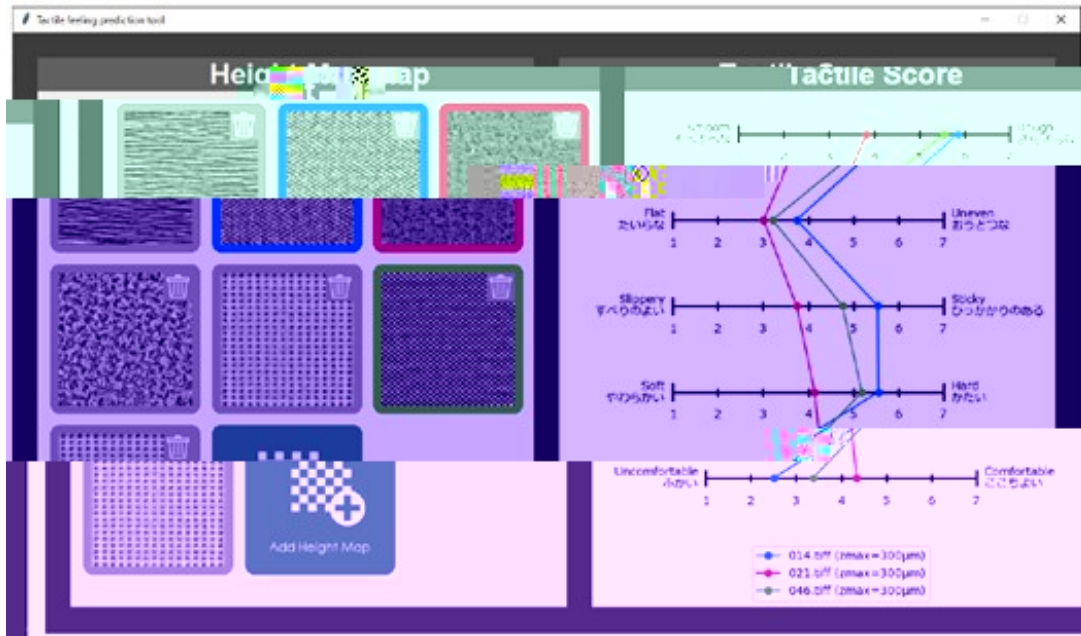 Tactile feeling prediction tool
Tactile Score
Flat
たいらな
Uneven
おうとつな
1 2 3 4 5 6 7
Slippery
すべりのよい
Sticky
ひっかかりのある
1 2 3 4 5 6 7
Soft
やわらかい
Hard
かたい
1 2 3 4 5 6 7
Uncomfortable
ふかい
Comfortable
ここちよい
1 2 3 4 5 6 7
Add Height Map
014.tiff (zmax=300μm)
021.tiff (zmax=300μm)
046.tiff (zmax=300μm)